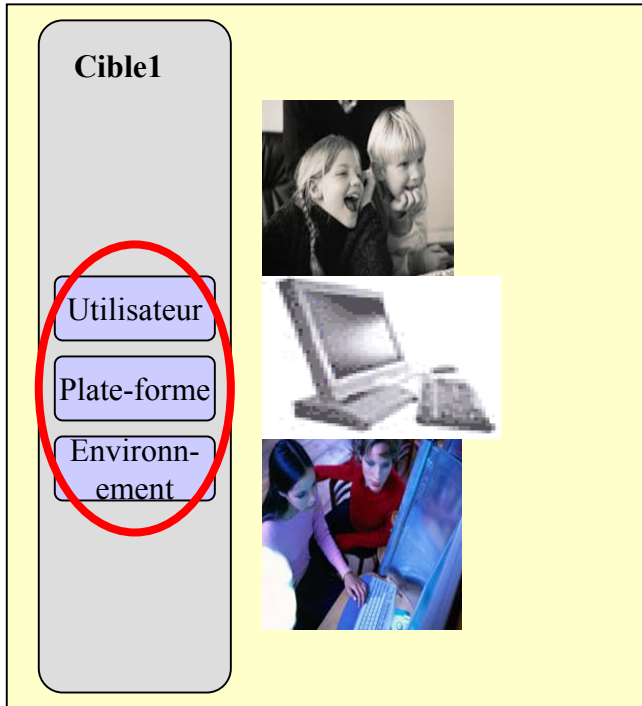 Cible1
Utilisateur
Plate-forme
Environn-
ement